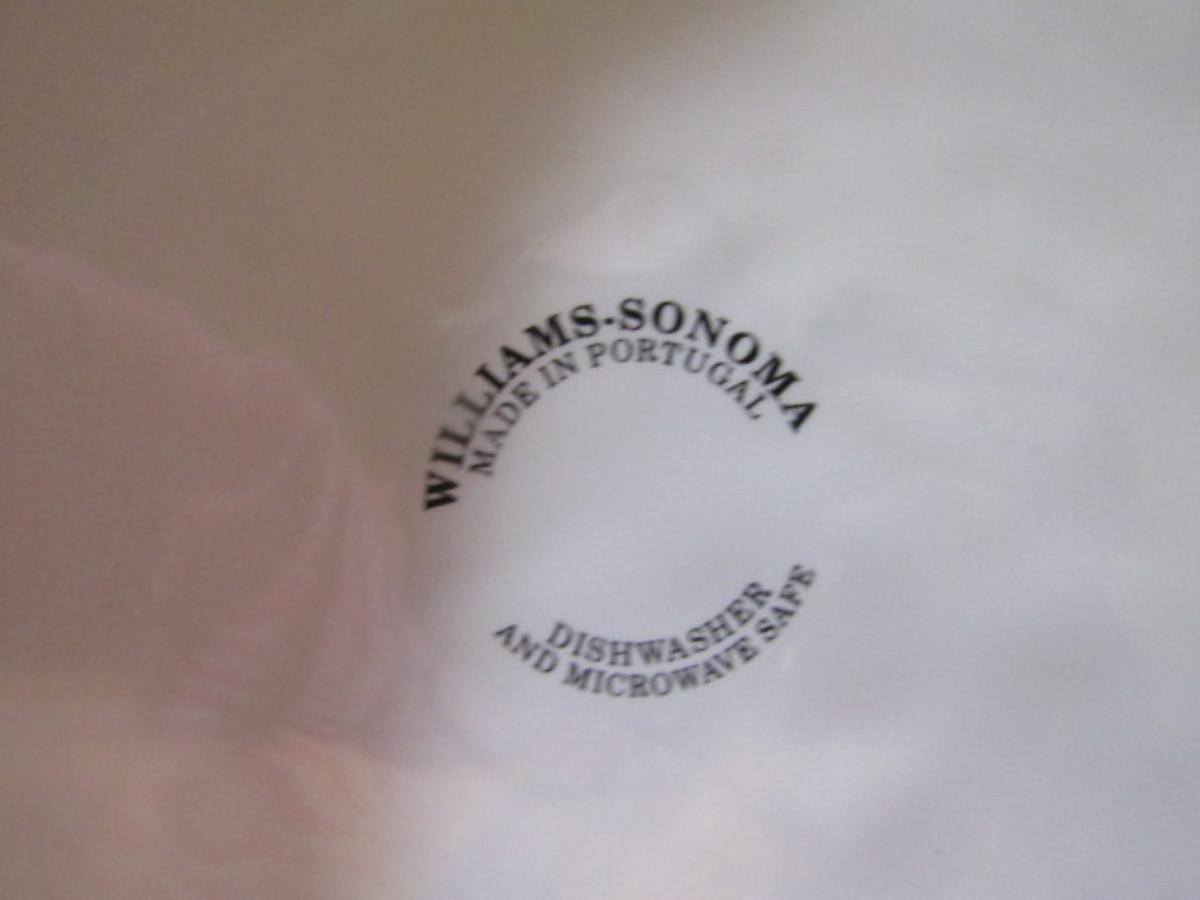 WILLIAMS-SONOMA
MADE IN PORTUGAL
DISHWASHER
AND MICROWAVE SAFE